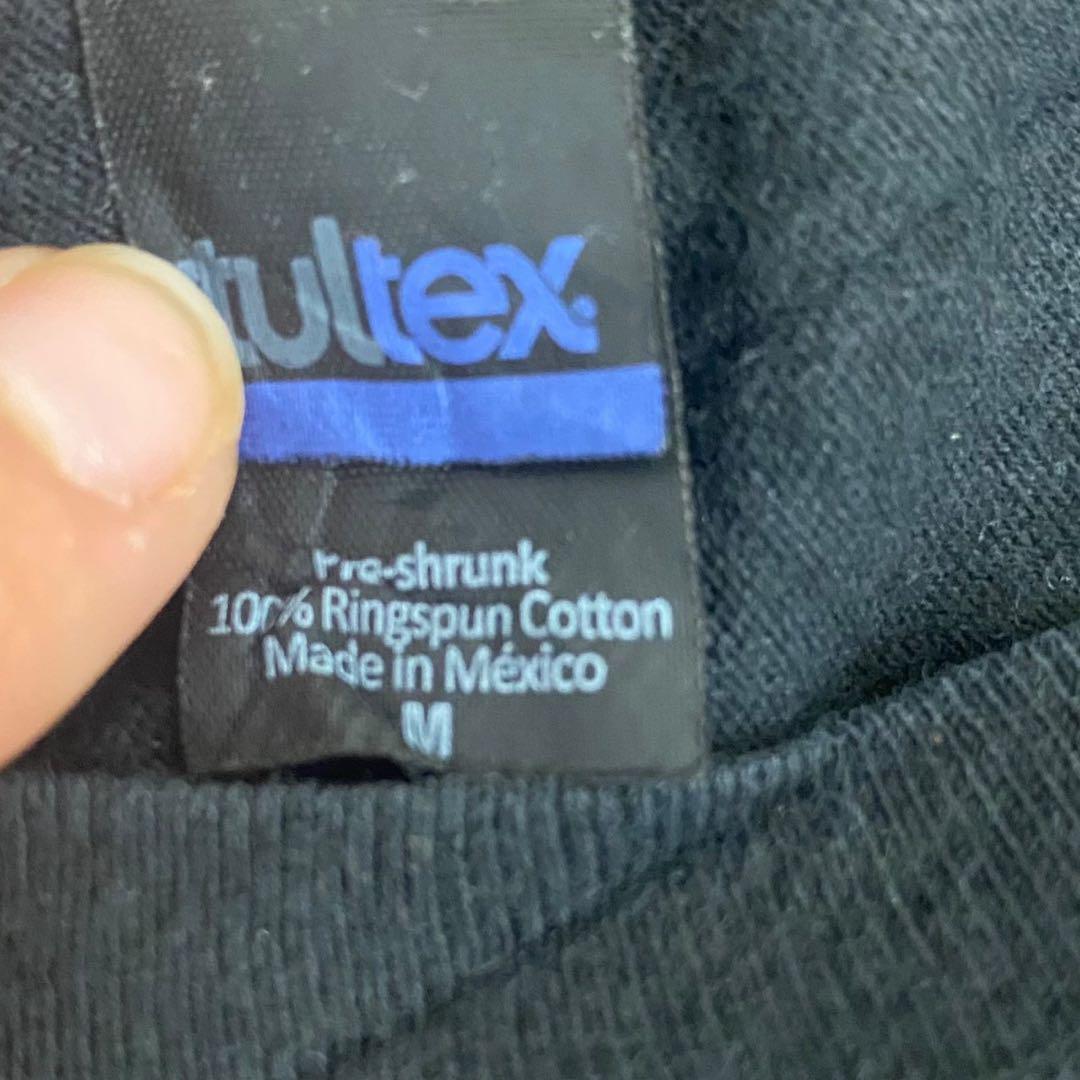 tultex
Pre-shrunk
100% Ringspun Cotton
Made in México
M